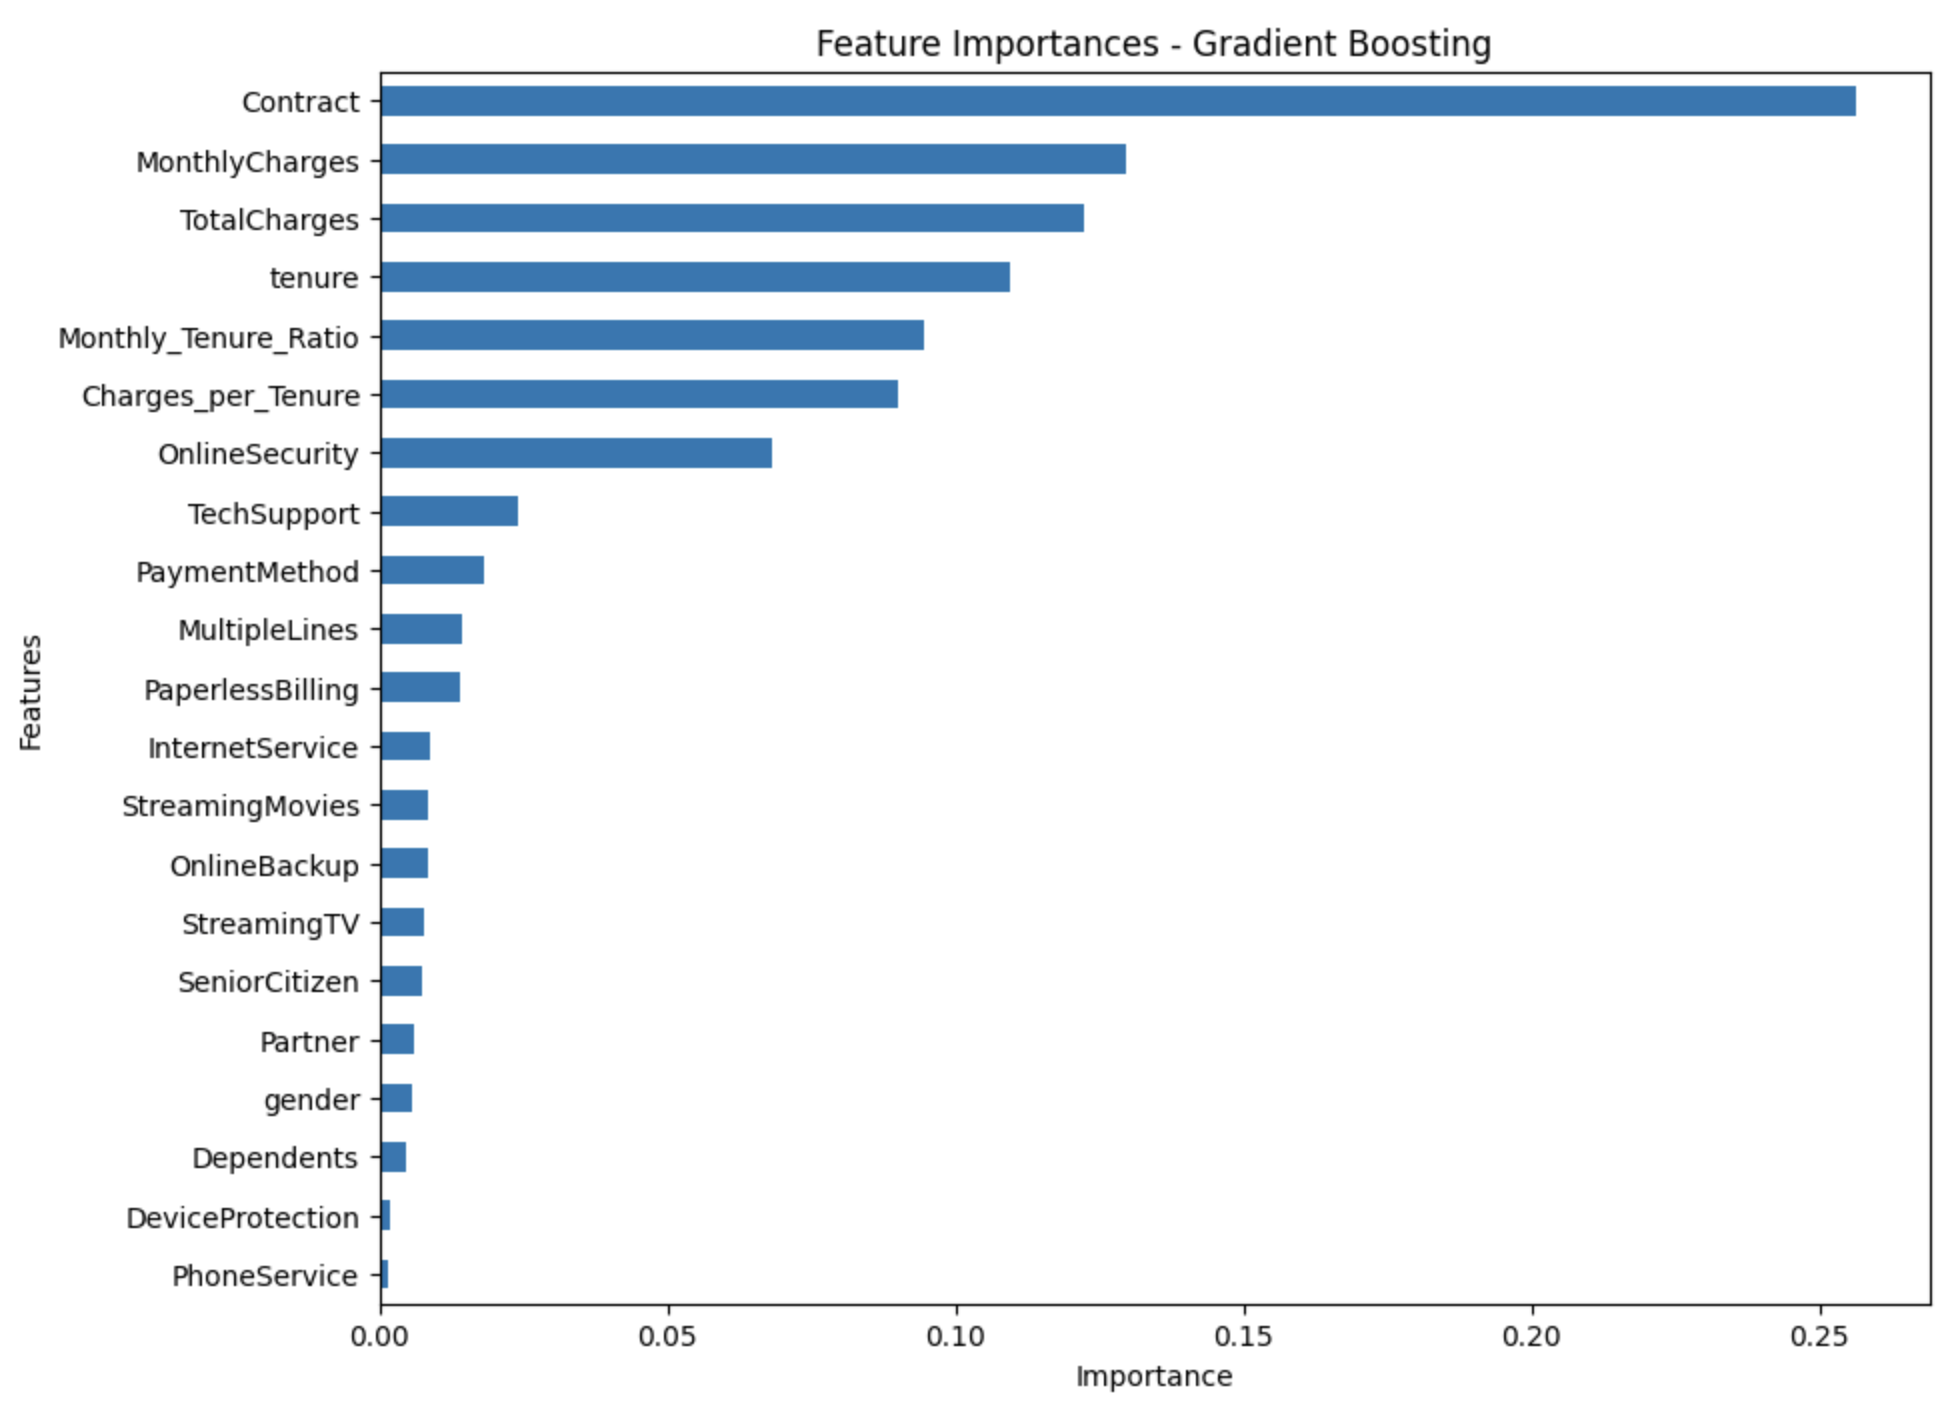 Feature Importances - Gradient Boosting
Contract
MonthlyCharges
TotalCharges
tenure
Monthly_Tenure_Ratio
Charges_per_Tenure
OnlineSecurity
TechSupport
PaymentMethod
MultipleLines
PaperlessBilling
InternetService
StreamingMovies
OnlineBackup
StreamingTV
SeniorCitizen
Partner
gender
Dependents
DeviceProtection
PhoneService
Features
0.00 0.05 0.10 0.15 0.20 0.25
Importance